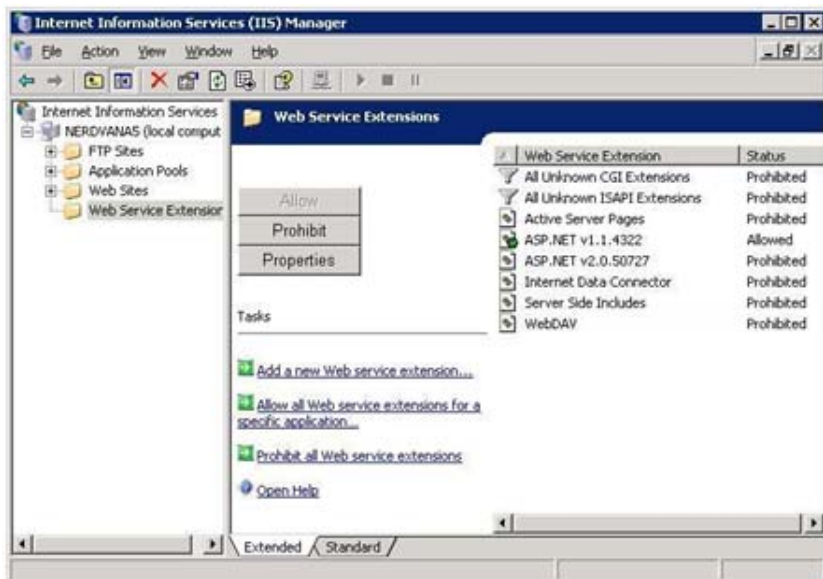 Internet Information Services (IIS) Manager
File Action View Window Help
Internet Information Services
NERDVANA5 (local comput
FTP Sites
Application Pools
Web Sites
Web Service Extension
Web Service Extensions
Allow
Prohibit
Properties
Tasks
Add a new Web service extension...
Allow all Web service extensions for a
specific application...
Prohibit all Web service extensions
Open Help
Web Service Extension Status
All Unknown CGI Extensions Prohibited
All Unknown ISAPI Extensions Prohibited
Active Server Pages Prohibited
ASP.NET v1.1.4322 Allowed
ASP.NET v2.0.50727 Prohibited
Internet Data Connector Prohibited
Server Side Includes Prohibited
WebDAV Prohibited
Extended Standard